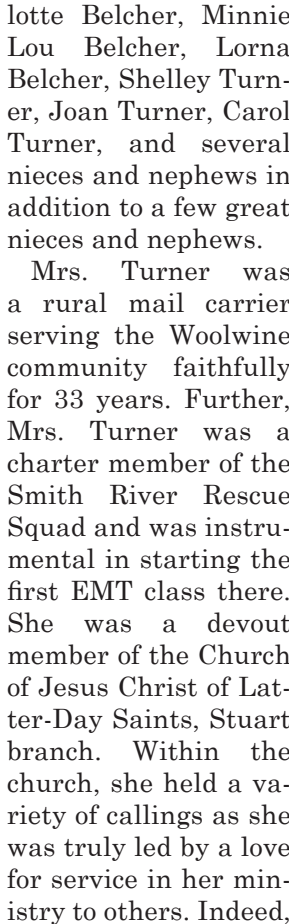 lotte Belcher, Minnie
Lou Belcher, Lorna
Belcher, Shelley Turn-
er, Joan Turner, Carol
Turner, and several
nieces and nephews in
addition to a few great
nieces and nephews.
Mrs. Turner was
a rural mail carrier
serving the Woolwine
community faithfully
for 33 years. Further,
Mrs. Turner was a
charter member of the
Smith River Rescue
Squad and was instru-
mental in starting the
first EMT class there.
She was a devout
member of the Church
of Jesus Christ of Lat-
ter-Day Saints, Stuart
branch. Within the
church, she held a va-
riety of callings as she
was truly led by a love
for service in her min-
istry to others. Indeed,